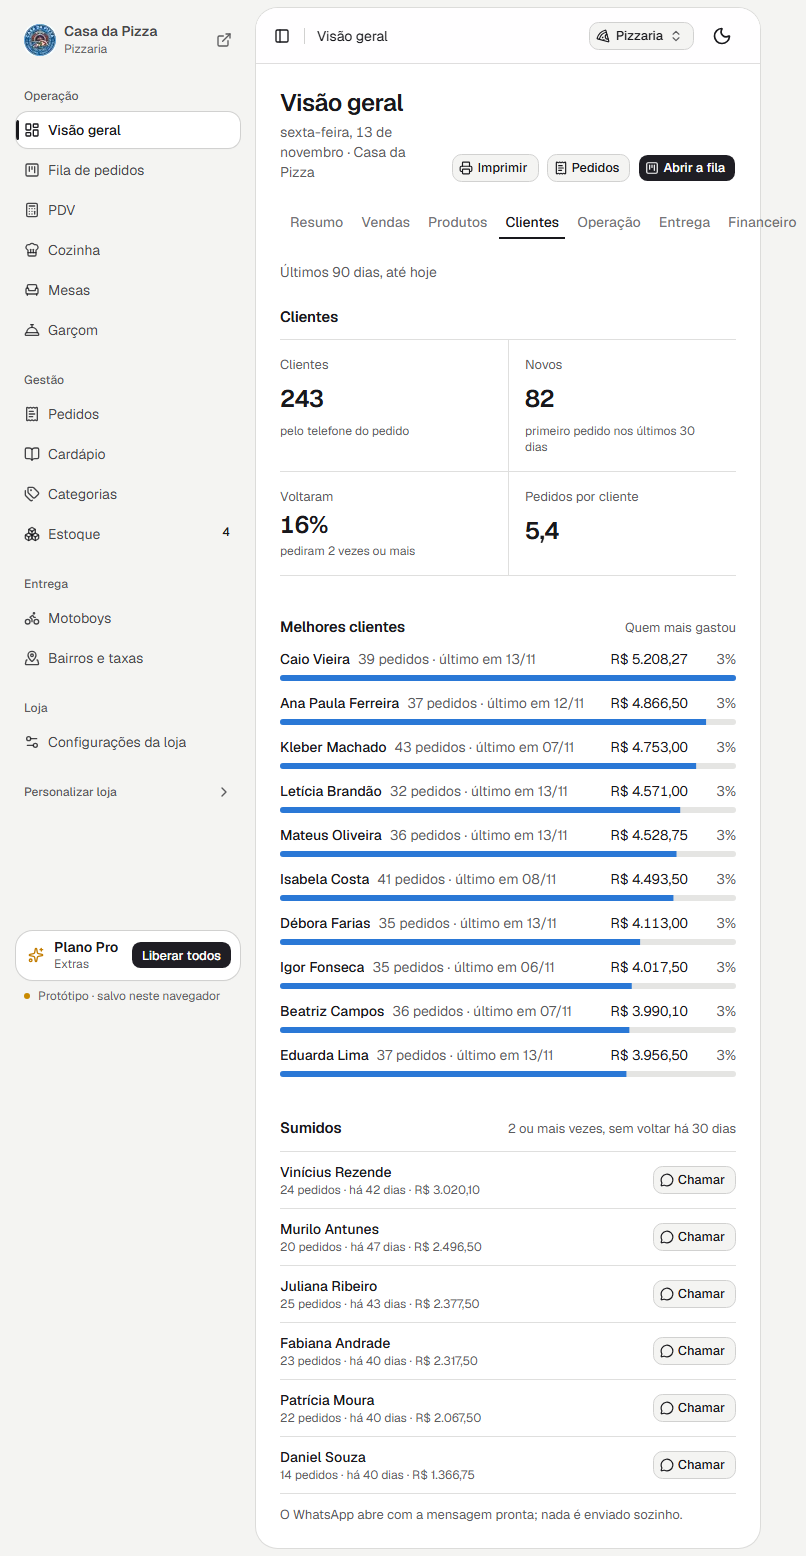 Casa da Pizza
Pizzaria
Operação
Visão geral
Fila de pedidos
PDV
Cozinha
Mesas
Garçom
Gestão
Pedidos
Cardápio
Categorias
Estoque 4
Entrega
Motoboys
Bairros e taxas
Loja
Configurações da loja
Personalizar loja
Plano Pro
Extras
Liberar todos
Protótipo · salvo neste navegador
Visão geral
Pizzaria
Visão geral
sexta-feira, 13 de
novembro · Casa da
Pizza
Imprimir
Pedidos
Abrir a fila
Resumo Vendas Produtos Clientes Operação Entrega Financeiro
Últimos 90 dias, até hoje
Clientes
Clientes
243
pelo telefone do pedido
Novos
82
primeiro pedido nos últimos 30
dias
Voltaram
16%
pediram 2 vezes ou mais
Pedidos por cliente
5,4
Melhores clientes Quem mais gastou
Caio Vieira 39 pedidos · último em 13/11 R$ 5.208,27 3%
Ana Paula Ferreira 37 pedidos · último em 12/11 R$ 4.866,50 3%
Kleber Machado 43 pedidos · último em 07/11 R$ 4.753,00 3%
Letícia Brandão 32 pedidos · último em 13/11 R$ 4.571,00 3%
Mateus Oliveira 36 pedidos · último em 13/11 R$ 4.528,75 3%
Isabela Costa 41 pedidos · último em 08/11 R$ 4.493,50 3%
Débora Farias 35 pedidos · último em 13/11 R$ 4.113,00 3%
Igor Fonseca 35 pedidos · último em 06/11 R$ 4.017,50 3%
Beatriz Campos 36 pedidos · último em 07/11 R$ 3.990,10 3%
Eduarda Lima 37 pedidos · último em 13/11 R$ 3.956,50 3%
Sumidos 2 ou mais vezes, sem voltar há 30 dias
Vinícius Rezende
24 pedidos · há 42 dias · R$ 3.020,10
Chamar
Murilo Antunes
20 pedidos · há 47 dias · R$ 2.496,50
Chamar
Juliana Ribeiro
25 pedidos · há 43 dias · R$ 2.377,50
Chamar
Fabiana Andrade
23 pedidos · há 40 dias · R$ 2.317,50
Chamar
Patrícia Moura
22 pedidos · há 40 dias · R$ 2.067,50
Chamar
Daniel Souza
14 pedidos · há 40 dias · R$ 1.366,75
Chamar
O WhatsApp abre com a mensagem pronta; nada é enviado sozinho.